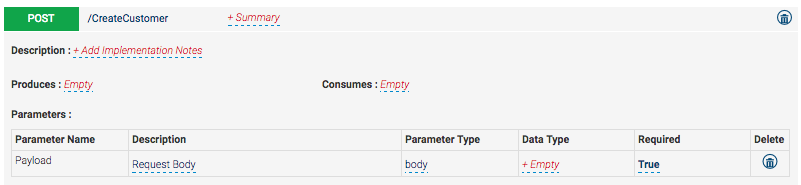 POST /CreateCustomer + Summary
Description : + Add Implementation Notes
Produces : Empty Consumes : Empty
Parameters :
Parameter Name Description Parameter Type Data Type Required Delete
Payload Request Body body + Empty True